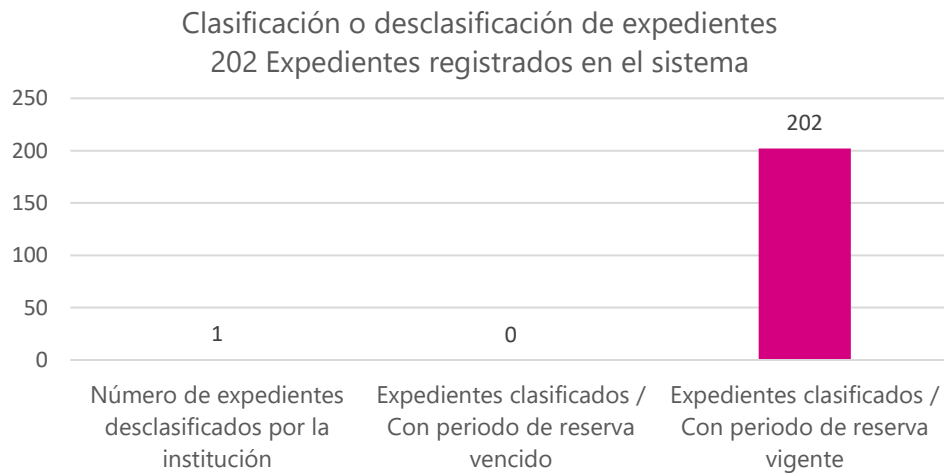 Clasificación o desclasificación de expedientes
202 Expedientes registrados en el sistema
250
200
150
100
50
0
1
0
202
Número de expedientes
desclasificados por la
institución
Expedientes clasificados /
Con periodo de reserva
vencido
Expedientes clasificados /
Con periodo de reserva
vigente